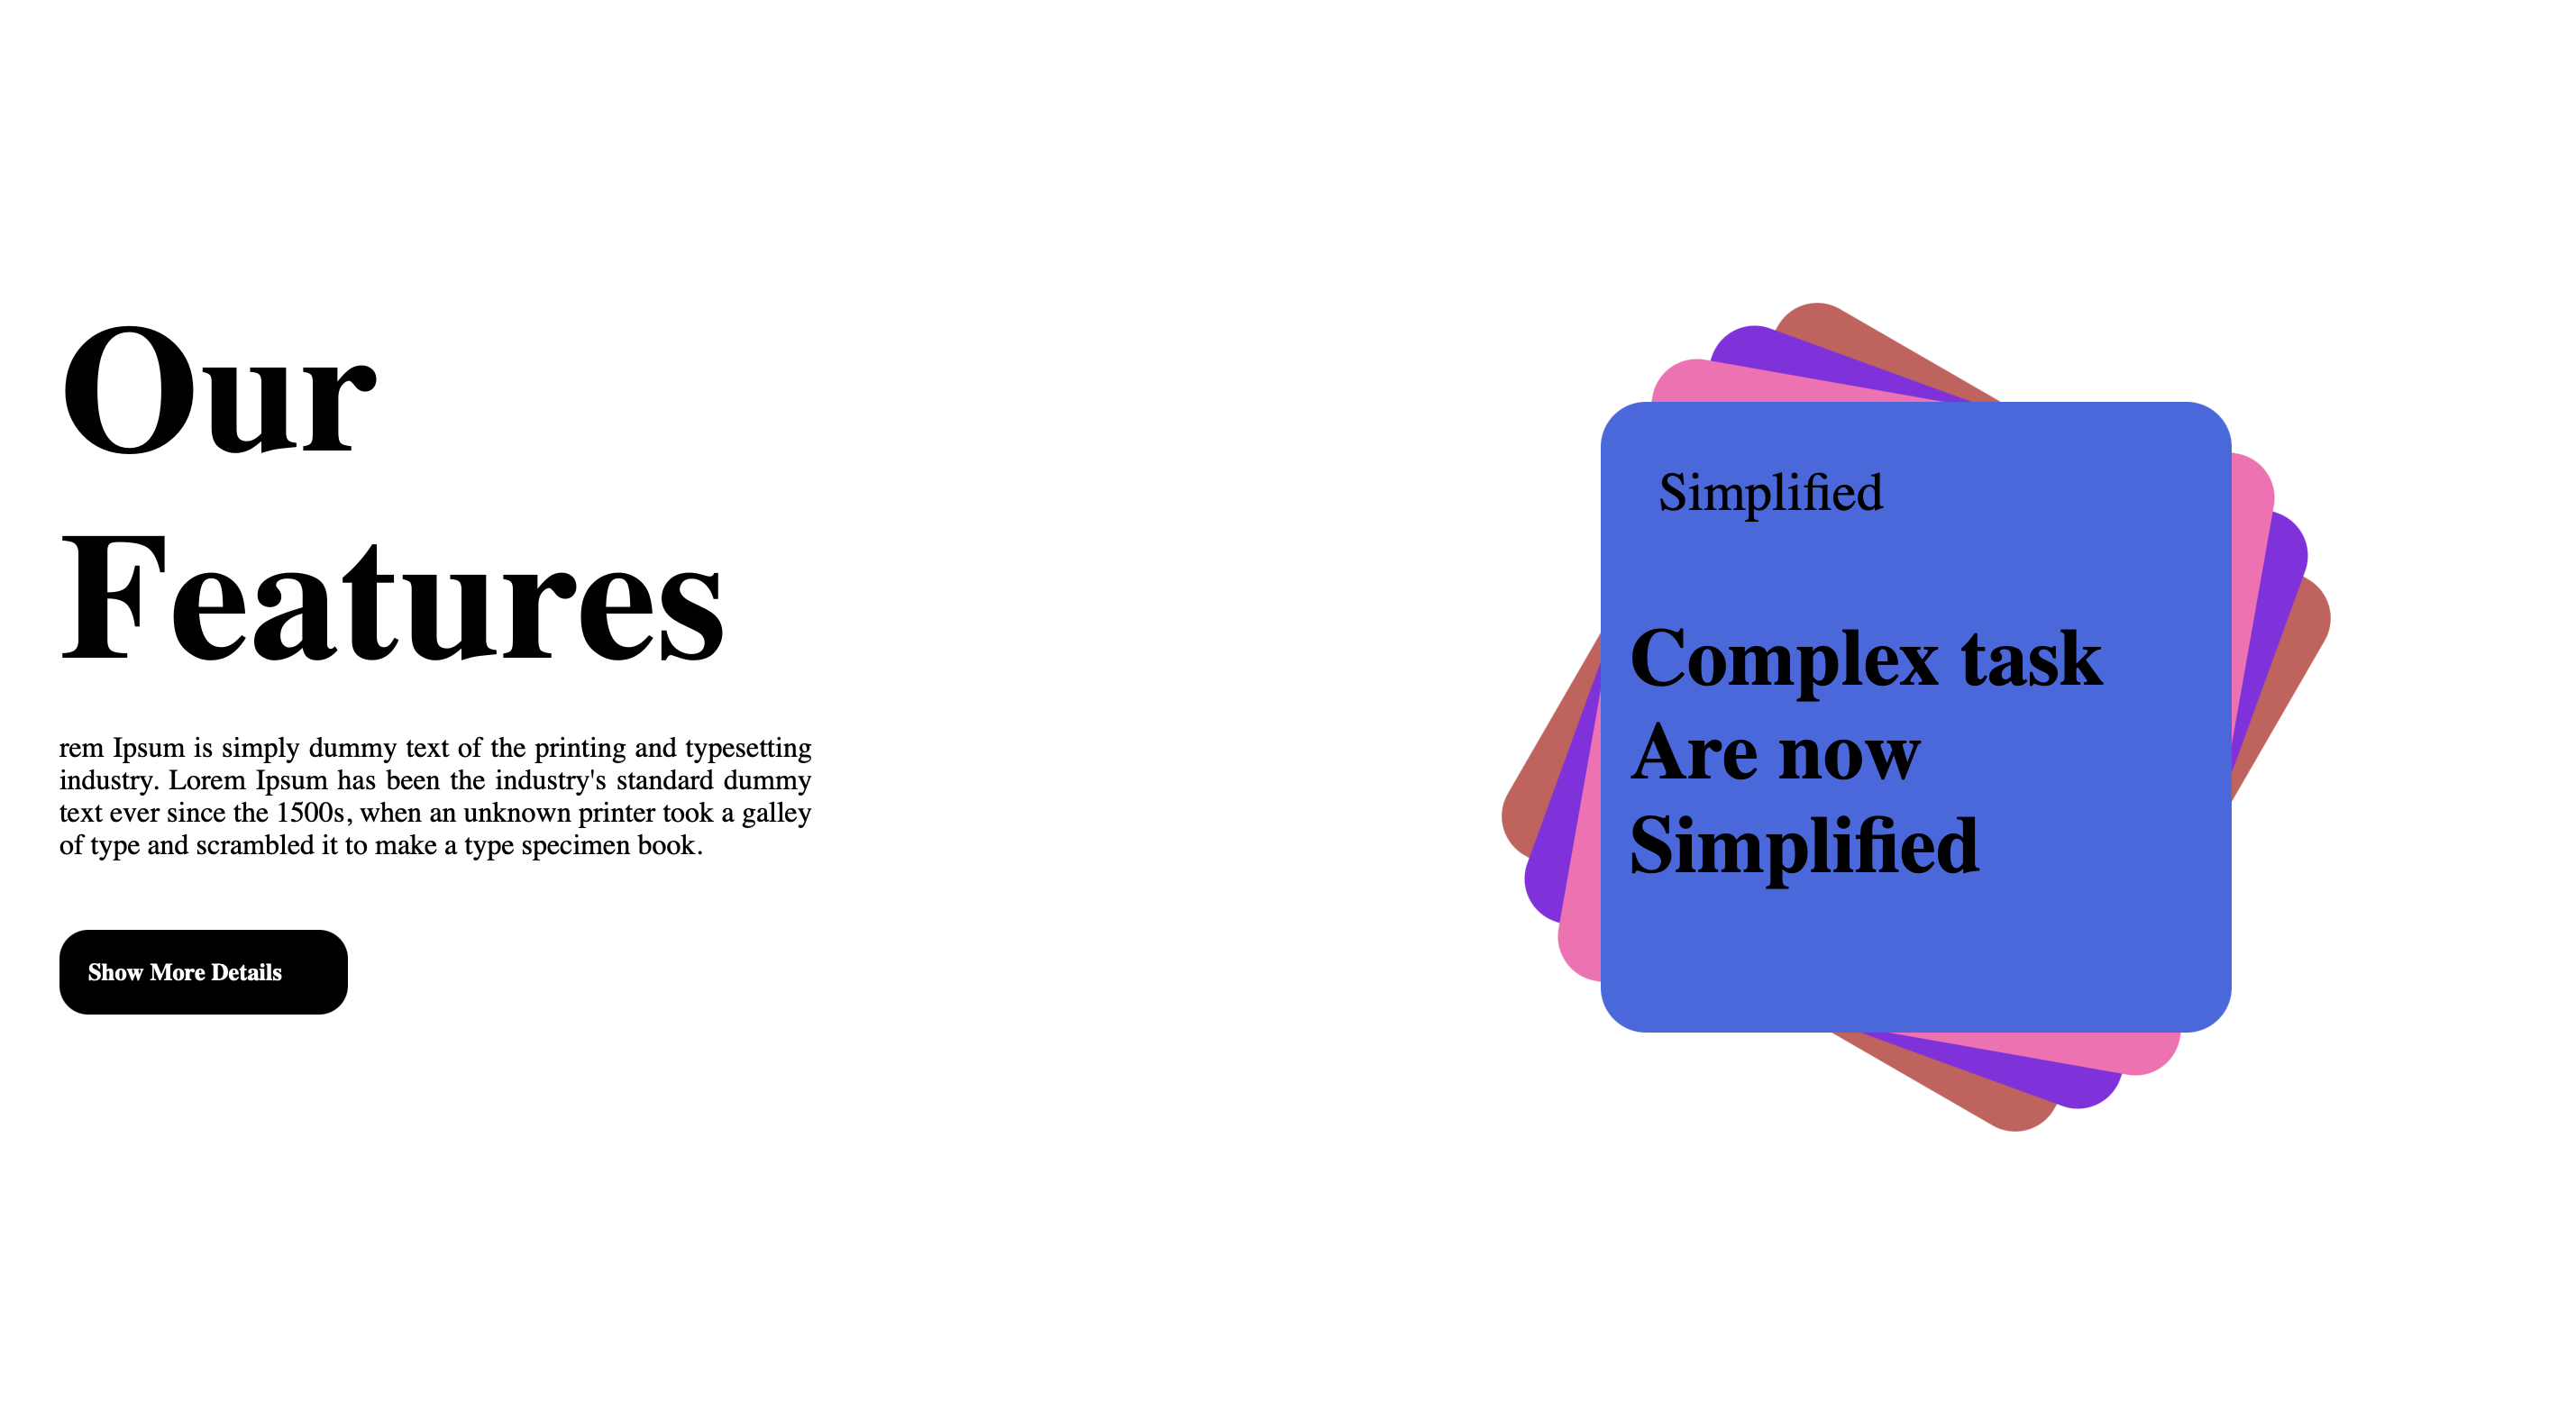 Our
Features
rem Ipsum is simply dummy text of the printing and typesetting
industry. Lorem Ipsum has been the industry's standard dummy
text ever since the 1500s, when an unknown printer took a galley
of type and scrambled it to make a type specimen book.
Show More Details
Simplified
Complex task
Are now
Simplified